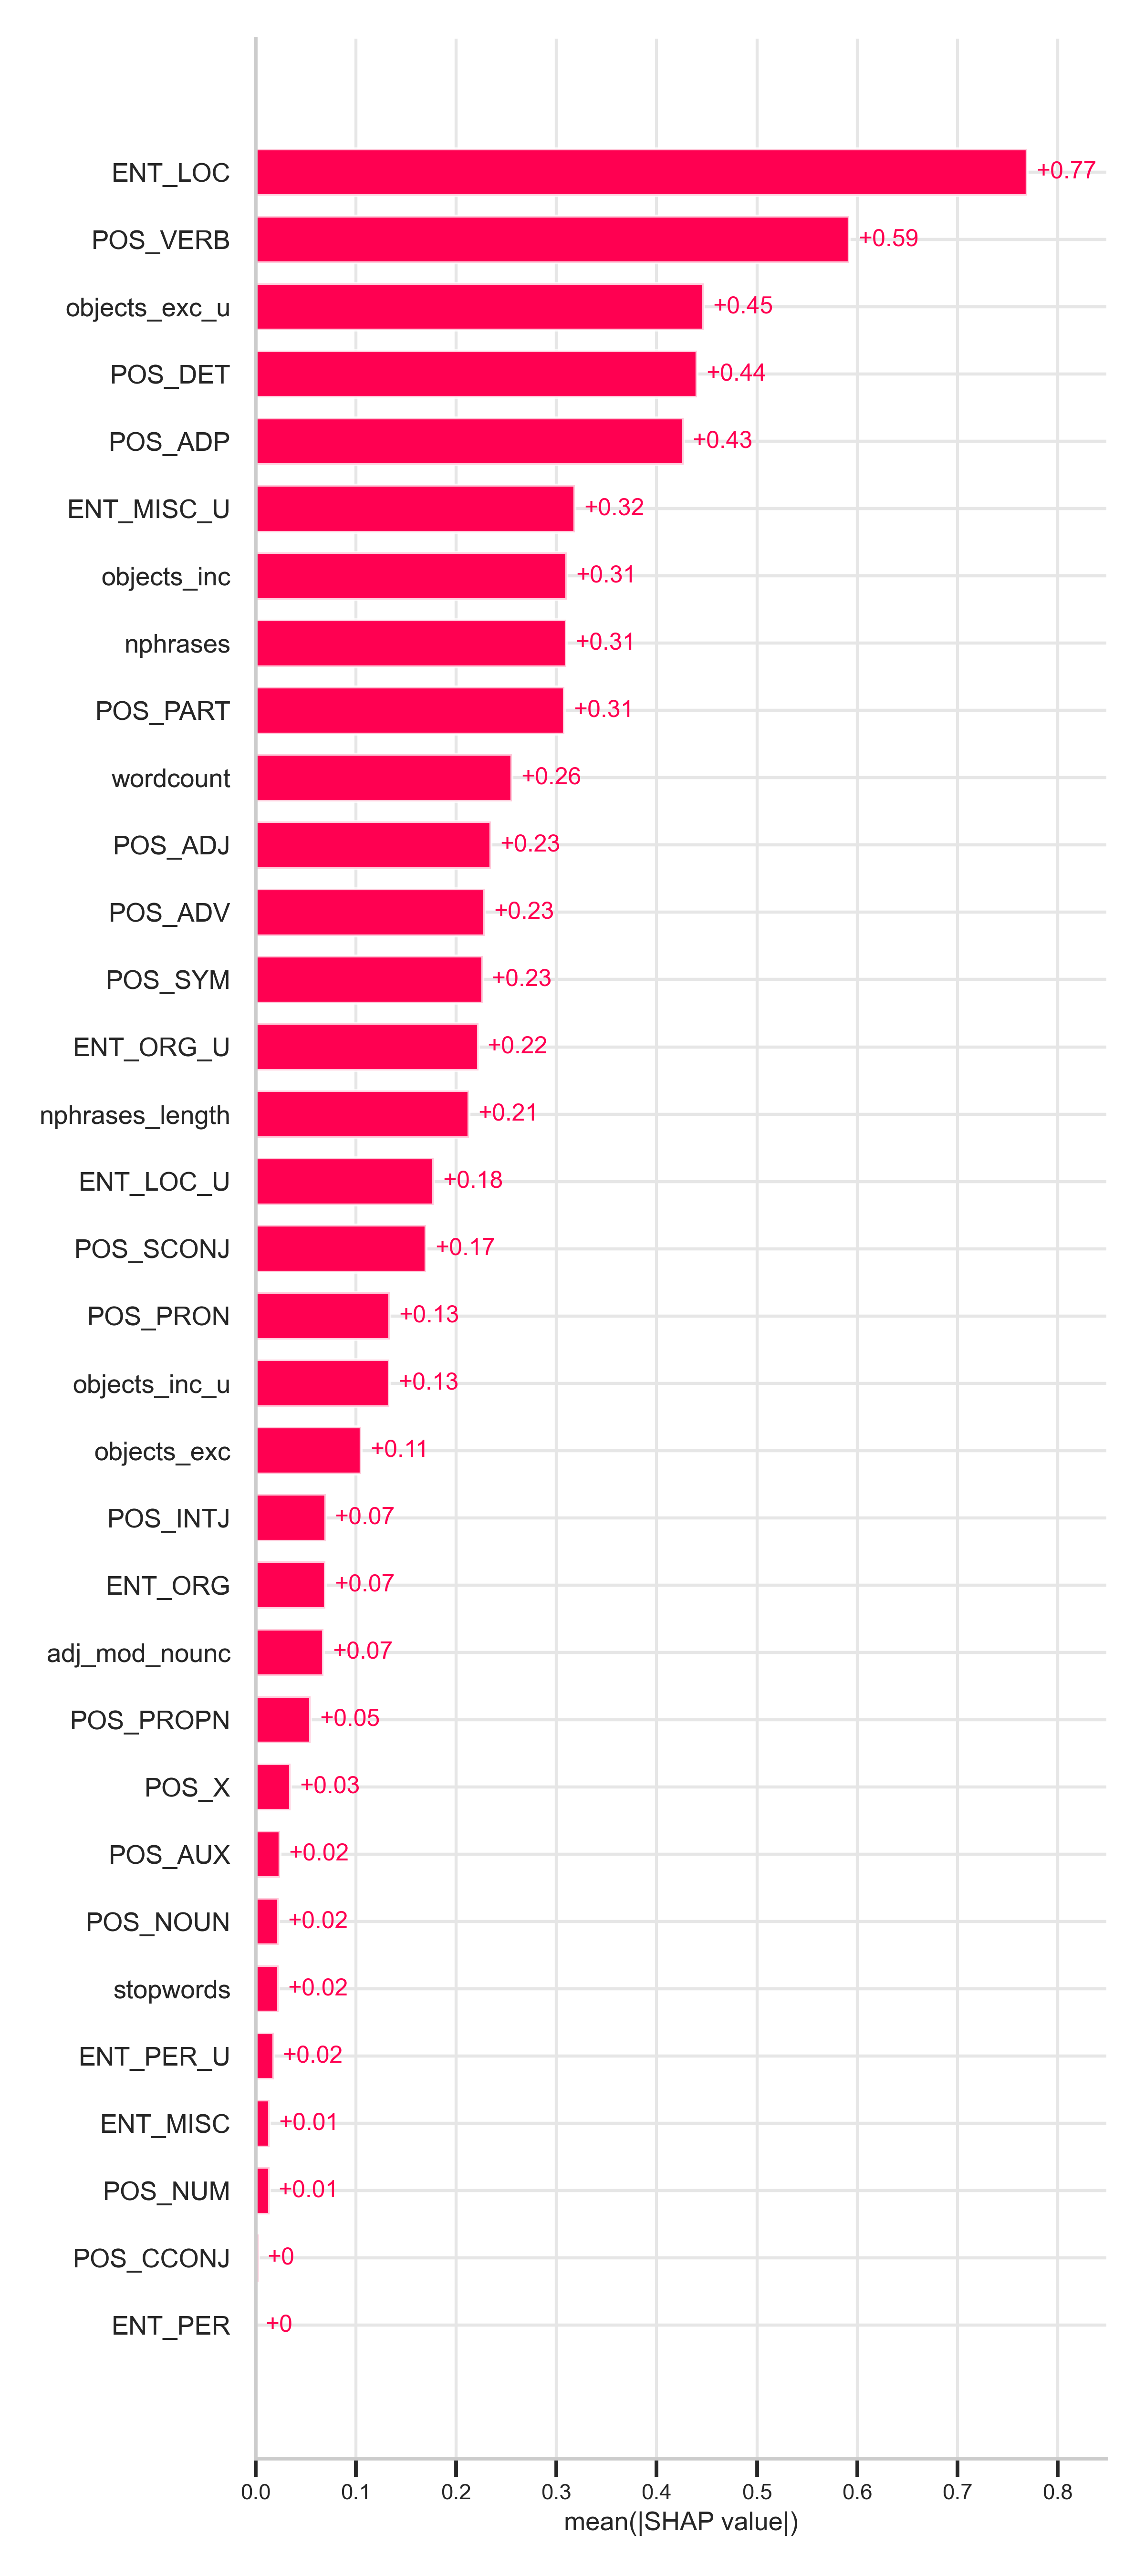 ENT_LOC +0.77
POS_VERB +0.59
objects_exc_u +0.45
POS_DET +0.44
POS_ADP +0.43
ENT_MISC_U +0.32
objects_inc +0.31
nphrases +0.31
POS_PART +0.31
wordcount +0.26
POS_ADJ +0.23
POS_ADV +0.23
POS_SYM +0.23
ENT_ORG_U +0.22
nphrases_length +0.21
ENT_LOC_U +0.18
POS_SCONJ +0.17
POS_PRON +0.13
objects_inc_u +0.13
objects_exc +0.11
POS_INTJ +0.07
ENT_ORG +0.07
adj_mod_nounc +0.07
POS_PROPN +0.05
POS_X +0.03
POS_AUX +0.02
POS_NOUN +0.02
stopwords +0.02
ENT_PER_U +0.02
ENT_MISC +0.01
POS_NUM +0.01
POS_CCONJ +0
ENT_PER +0
0.0 0.1 0.2 0.3 0.4 0.5 0.6 0.7 0.8
mean(|SHAP value|)